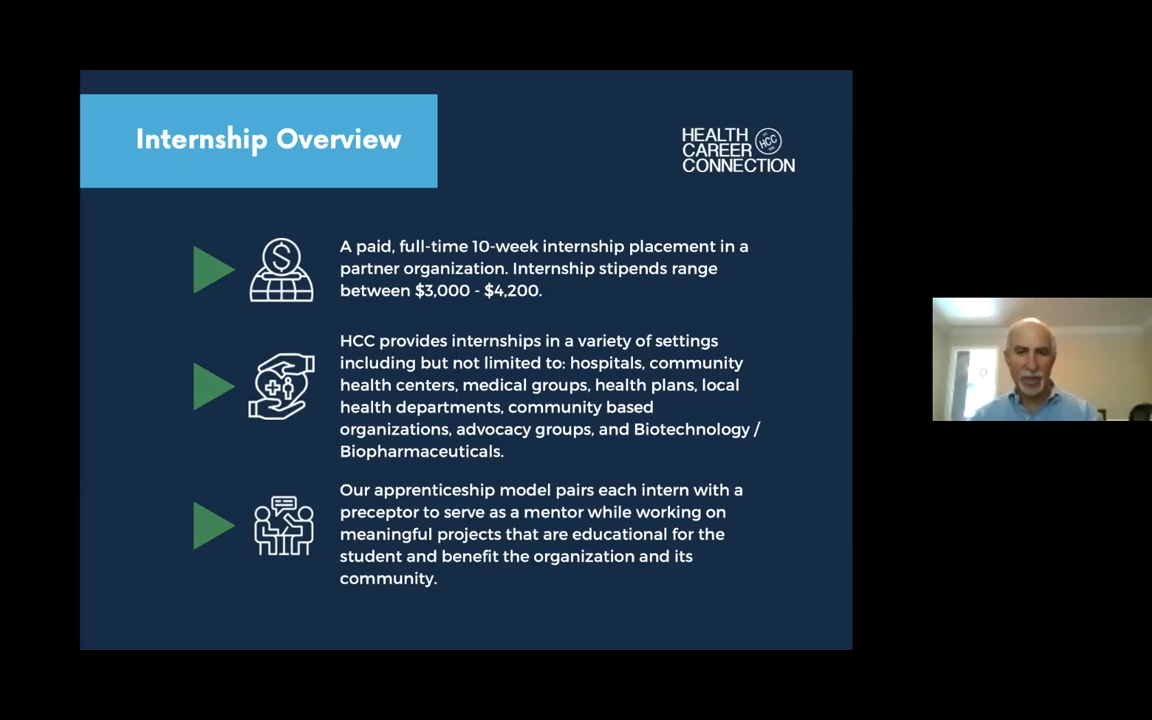 Internship Overview
HEALTH
CAREER
CONNECTION
HCC
A paid, full-time 10-week internship placement in a
partner organization. Internship stipends range
between $3,000 - $4,200.
HCC provides internships in a variety of settings
including but not limited to: hospitals, community
health centers, medical groups, health plans, local
health departments, community based
organizations, advocacy groups, and Biotechnology /
Biopharmaceuticals.
Our apprenticeship model pairs each intern with a
preceptor to serve as a mentor while working on
meaningful projects that are educational for the
student and benefit the organization and its
community.